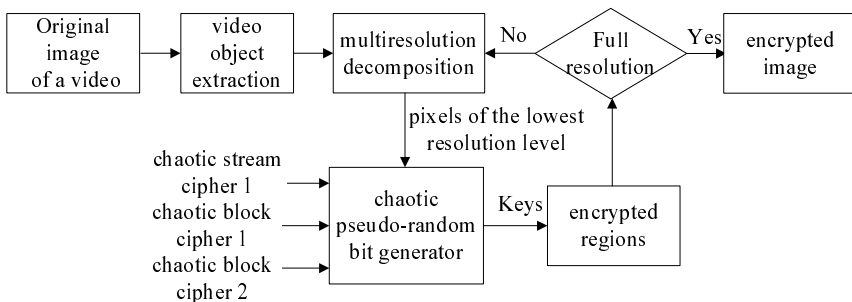 Original
image
of a video
video
object
extraction
multiresolution
decomposition
No
Full
resolution
Yes
encrypted
image
pixels of the lowest
resolution level
chaotic stream
cipher 1
chaotic block
cipher 1
chaotic block
cipher 2
chaotic
pseudo-random
bit generator
Keys
encrypted
regions